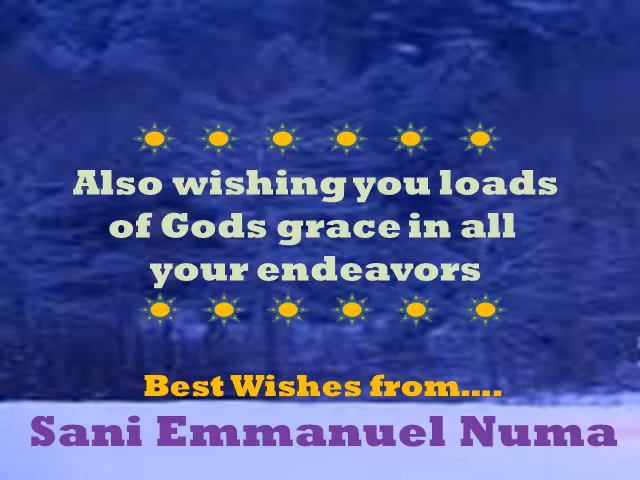 Also wishing you loads
of Gods grace in all
your endeavors
Best Wishes from....
Sani Emmanuel Numa